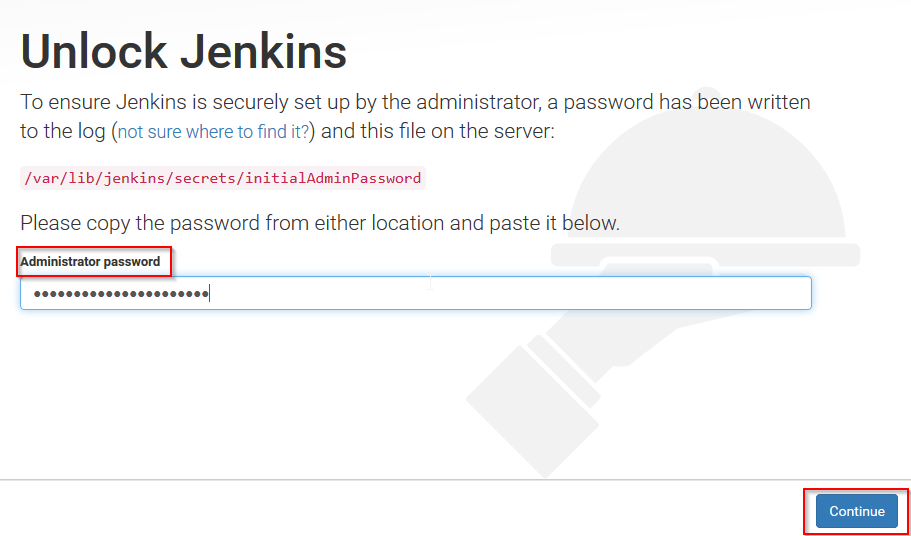 Unlock Jenkins
To ensure Jenkins is securely set up by the administrator, a password has been written
to the log (not sure where to find it?) and this file on the server:
/var/lib/jenkins/secrets/initialAdminPassword
Please copy the password from either location and paste it below.
Administrator password
••••••••••••••••••••••
Continue